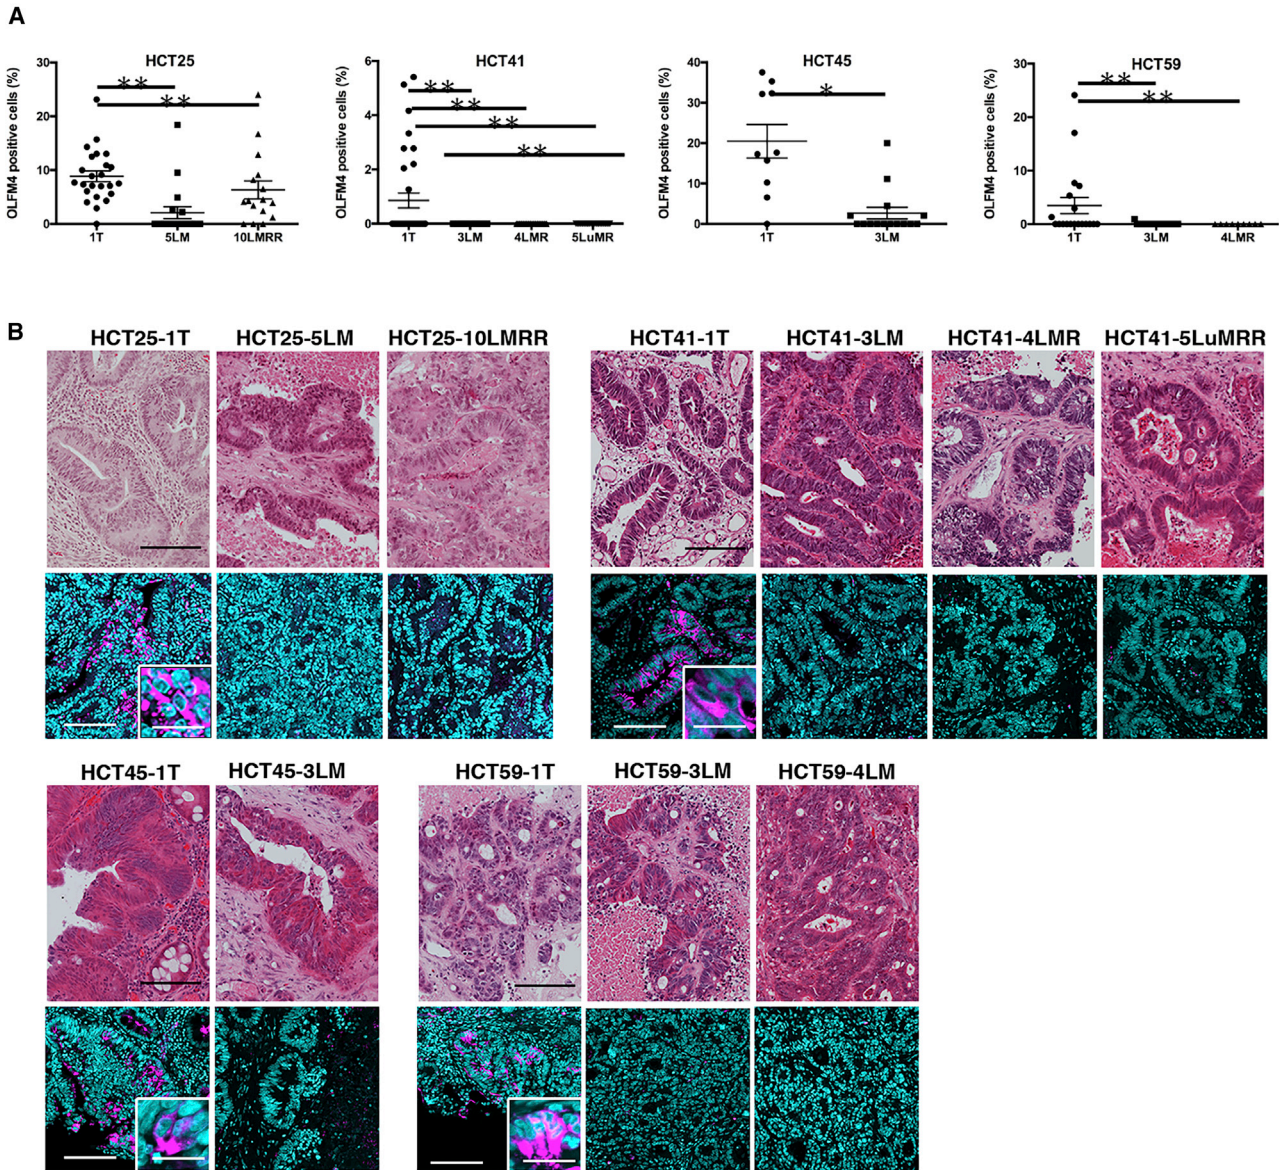 A
HCT25
OLFM4 positive cells (%)
30
20
10
0
**
**
1T 5LM 10LMRR
HCT41
OLFM4 positive cells (%)
6
4
2
0
**
**
**
**
1T 3LM 4LMR 5LuMR
HCT45
OLFM4 positive cells (%)
40
30
20
10
0
*
1T 3LM
HCT59
OLFM4 positive cells (%)
30
20
10
0
**
**
1T 3LM 4LMR
B
HCT25-1T HCT25-5LM HCT25-10LMRR HCT41-1T HCT41-3LM HCT41-4LMR HCT41-5LuMRR
HCT45-1T HCT45-3LM HCT59-1T HCT59-3LM HCT59-4LM